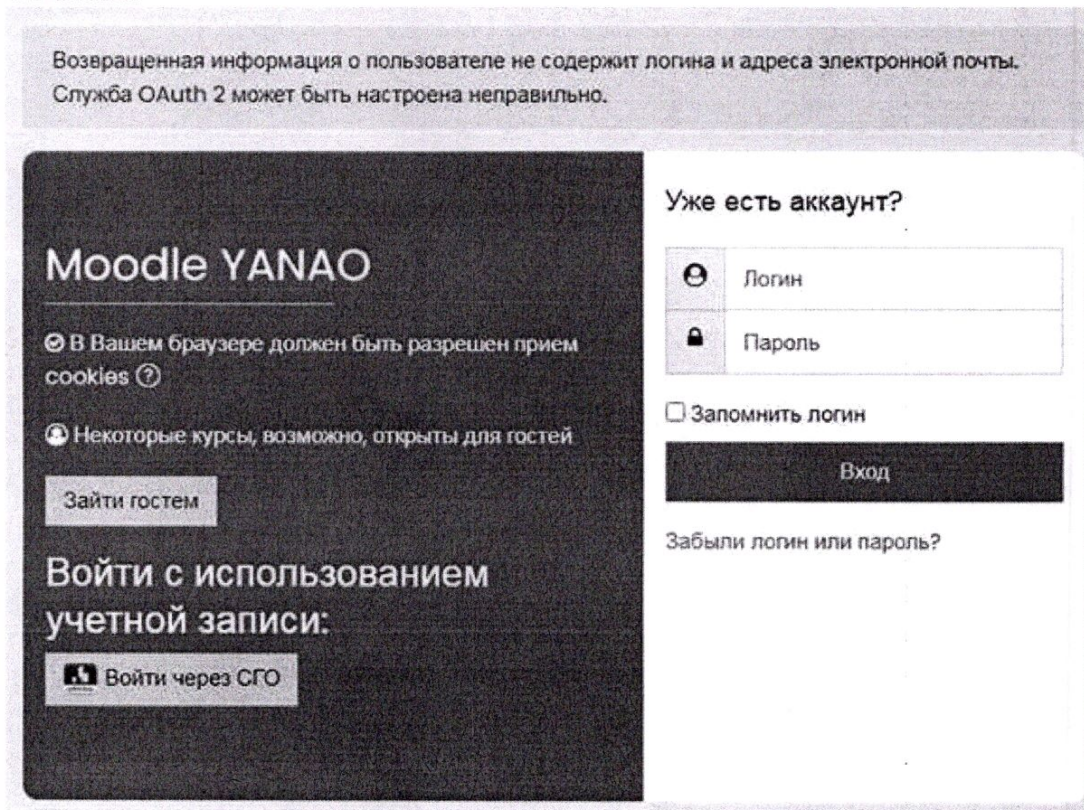 Возвращенная информация о пользователе не содержит логина и адреса электронной почты.
Служба OAuth 2 может быть настроена неправильно.
Moodle YANAO
В Вашем браузере должен быть разрешен прием
cookies
Некоторые курсы, возможно, открыты для гостей
Зайти гостем
Войти с использованием
учетной записи:
Войти через СГО
Уже есть аккаунт?
Логин
Пароль
Запомнить логин
Вход
Забыли логин или пароль?